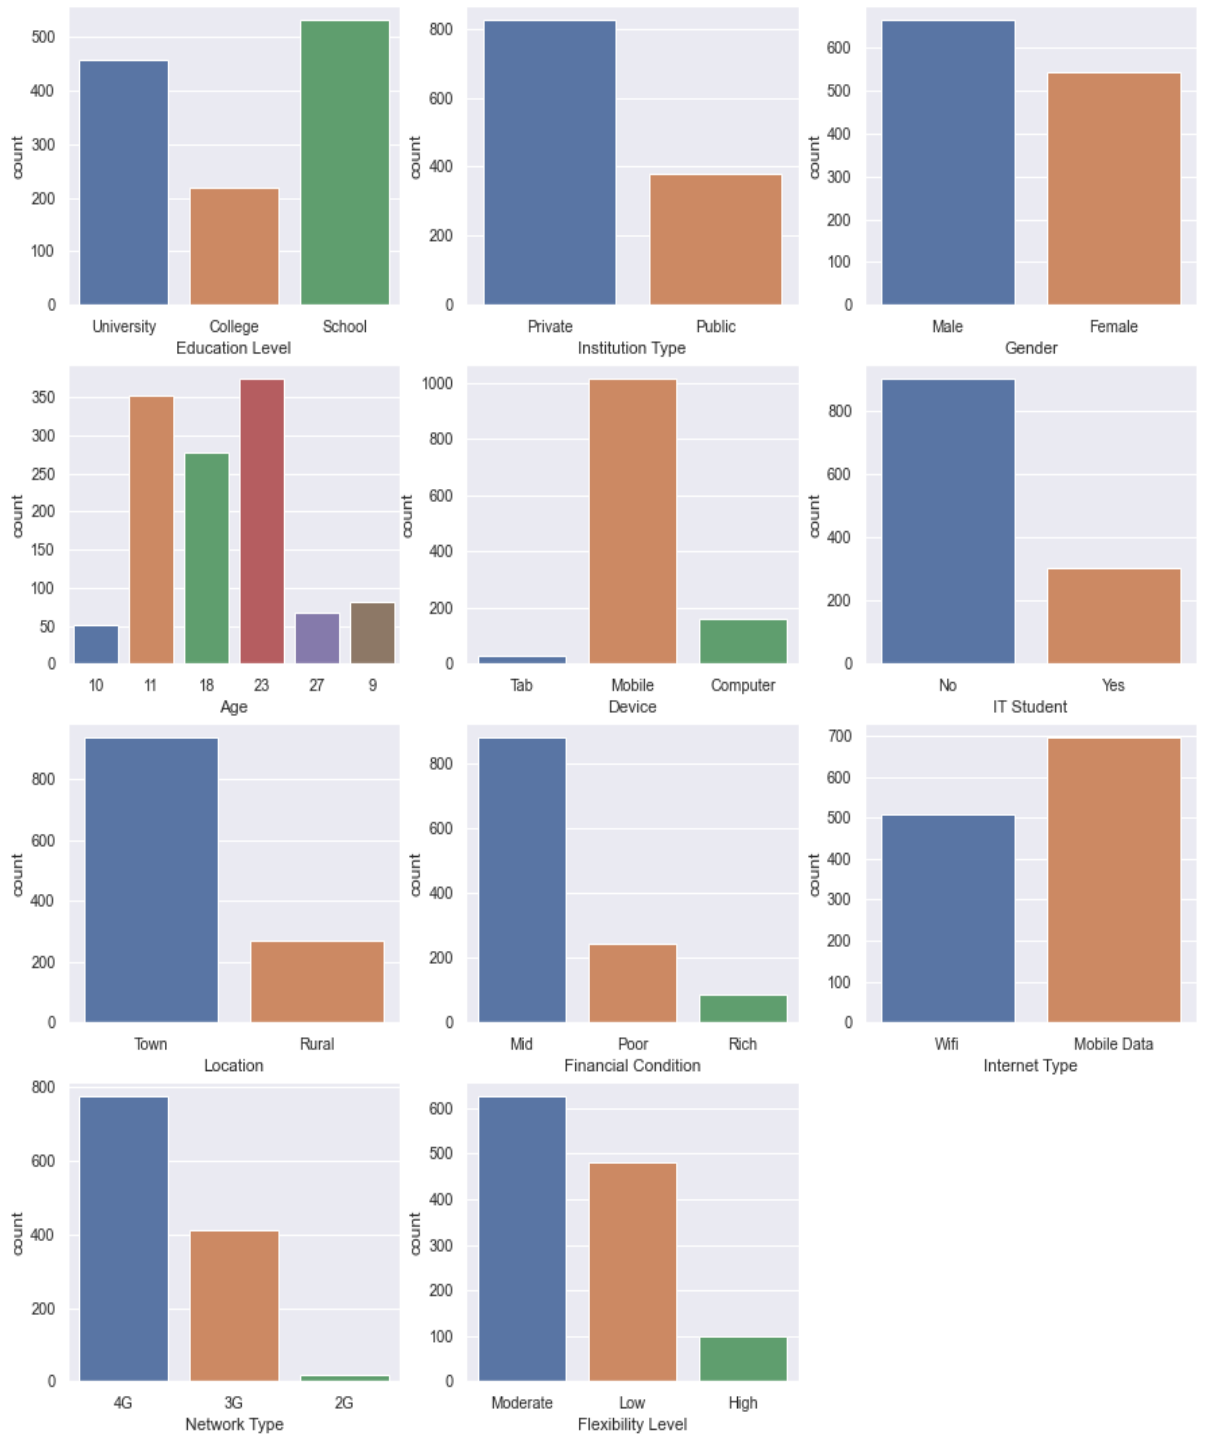 count
500
400
300
200
100
0
University College School
Education Level
count
800
600
400
200
0
Private Public
Institution Type
count
600
500
400
300
200
100
0
Male Female
Gender
count
350
300
250
200
150
100
50
0
10 11 18 23 27 9
Age
count
1000
800
600
400
200
0
Tab Mobile Computer
Device
count
800
600
400
200
0
No Yes
IT Student
count
800
600
400
200
0
Town Rural
Location
count
800
600
400
200
0
Mid Poor Rich
Financial Condition
count
700
600
500
400
300
200
100
0
Wifi Mobile Data
Internet Type
count
800
600
400
200
0
4G 3G 2G
Network Type
count
600
500
400
300
200
100
0
Moderate Low High
Flexibility Level